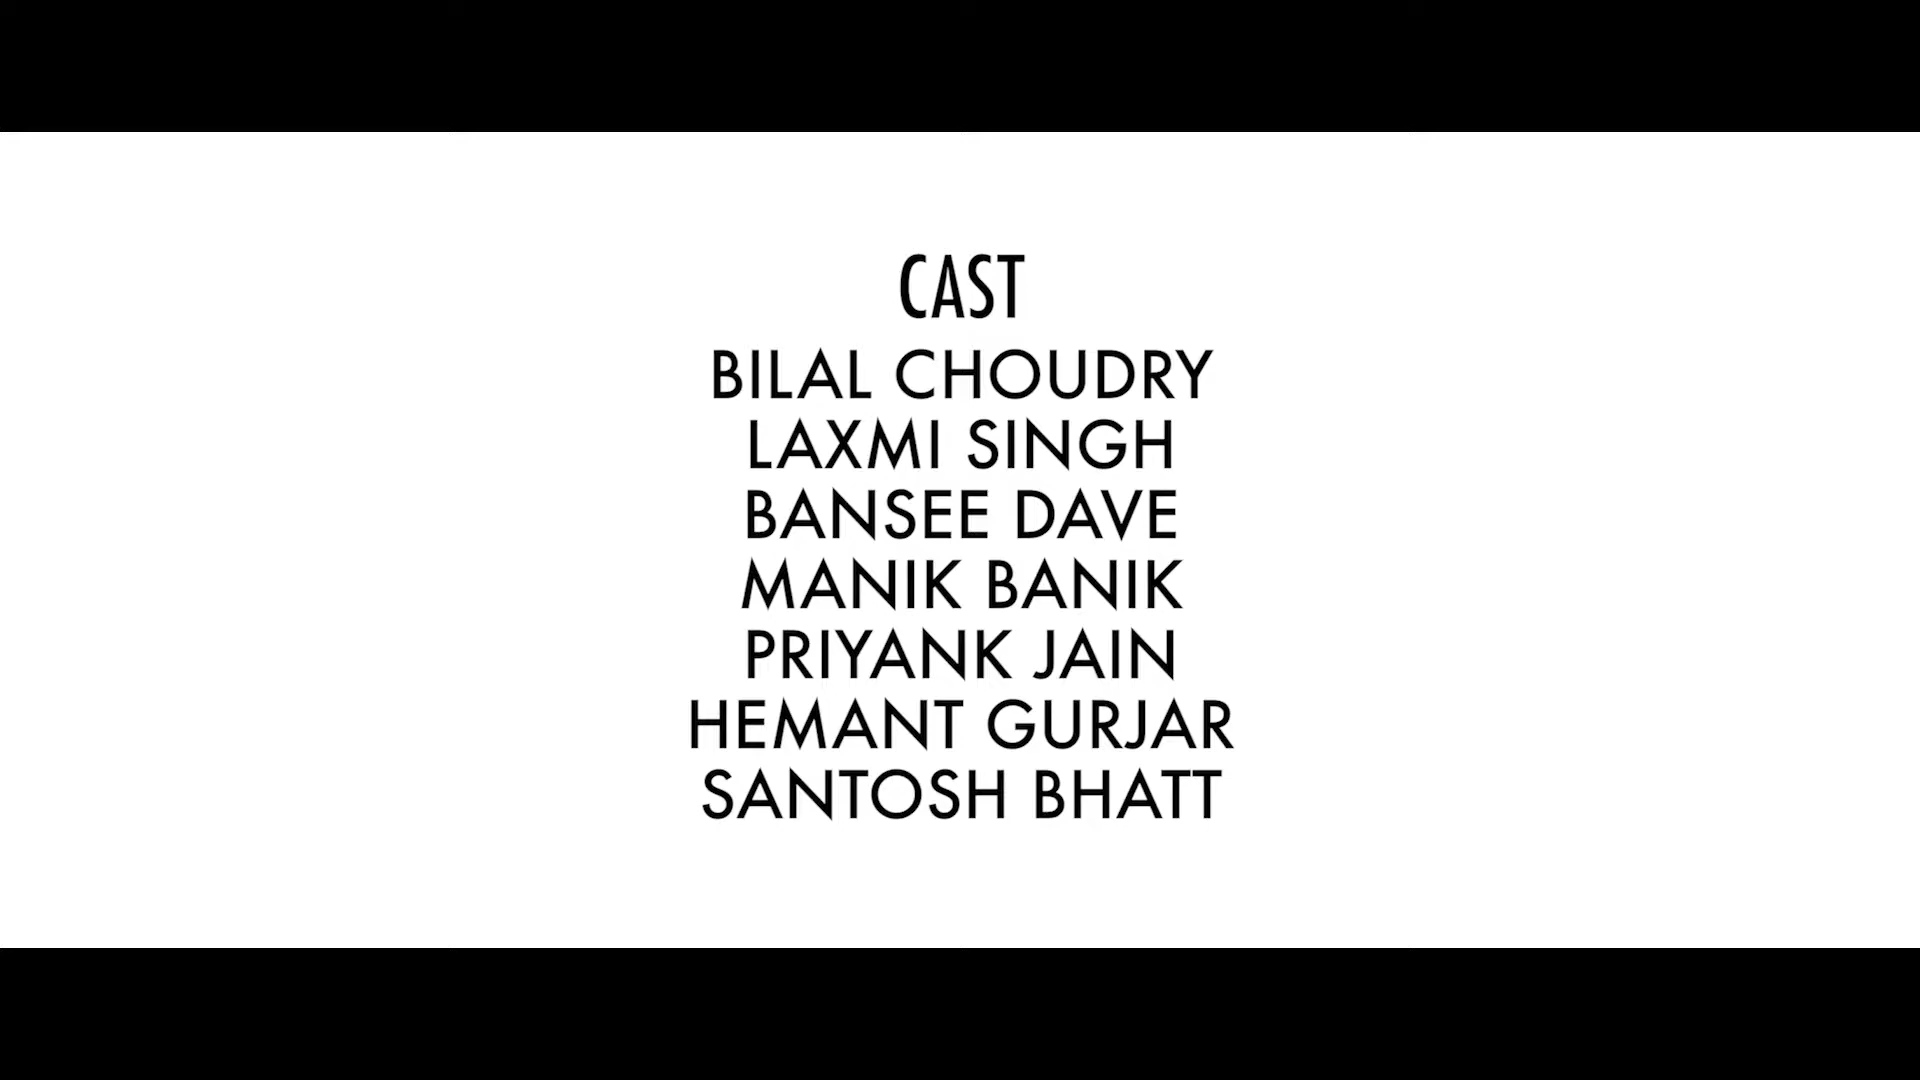 CAST
BILAL CHOUDRY
LAXMI SINGH
BANSEE DAVE
MANIK BANIK
PRIYANK JAIN
HEMANT GURJAR
SANTOSH BHATT